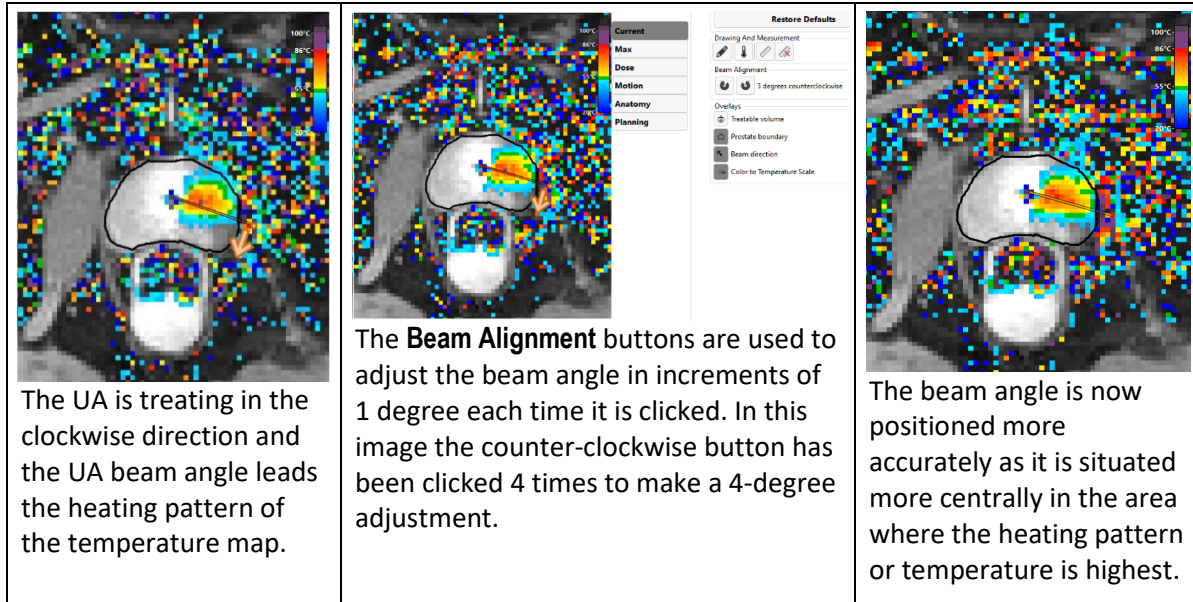 100°C
86°C
55°C
20°C
The UA is treating in the
clockwise direction and
the UA beam angle leads
the heating pattern of
the temperature map.
100°C
86°C
55°C
20°C
Current
Max
Dose
Motion
Anatomy
Planning
Restore Defaults
Drawing And Measurement
Beam Alignment
3 degrees counterclockwise
Overlays
Treatable volume
Prostate boundary
Beam direction
Color to Temperature Scale
The Beam Alignment buttons are used to
adjust the beam angle in increments of
1 degree each time it is clicked. In this
image the counter-clockwise button has
been clicked 4 times to make a 4-degree
adjustment.
100°C
86°C
55°C
20°C
The beam angle is now
positioned more
accurately as it is situated
more centrally in the area
where the heating pattern
or temperature is highest.